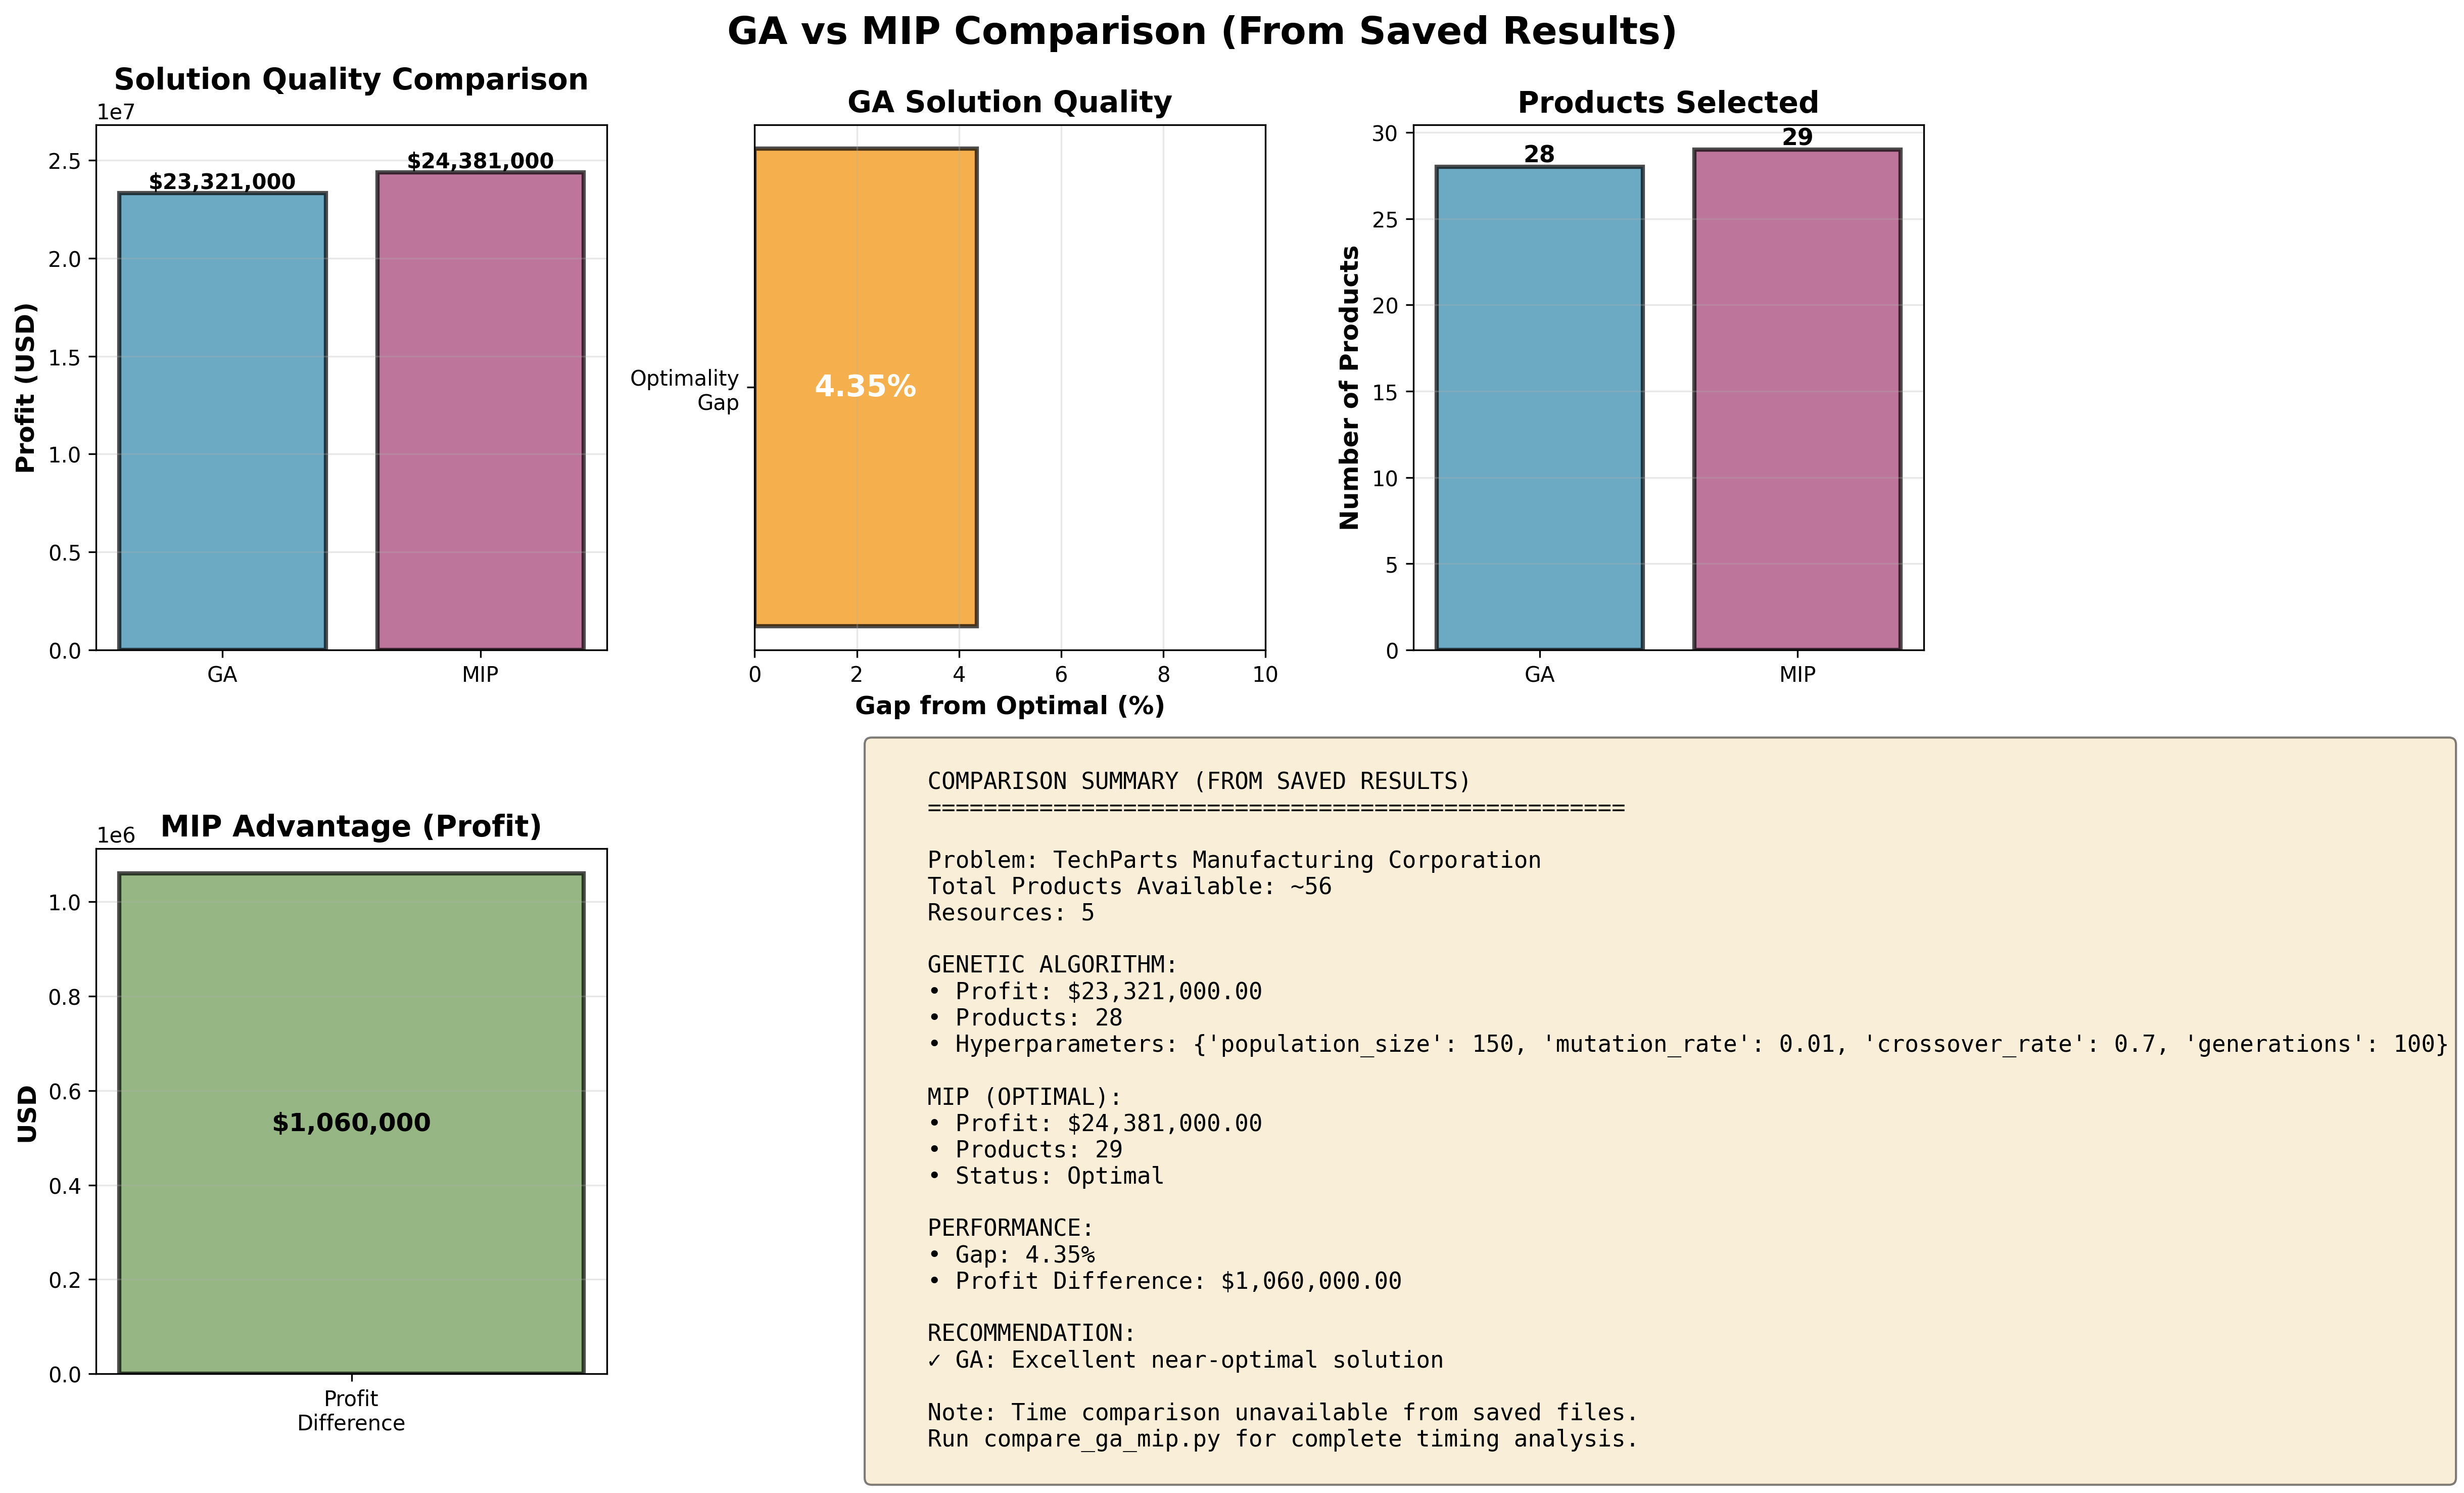 GA vs MIP Comparison (From Saved Results)
Solution Quality Comparison
1e7
Profit (USD)
2.5
2.0
1.5
1.0
0.5
0.0
$23,321,000
$24,381,000
GA
MIP
GA Solution Quality
Optimality
Gap
4.35%
0
2
4
6
8
10
Gap from Optimal (%)
Products Selected
Number of Products
30
25
20
15
10
5
0
28
29
GA
MIP
MIP Advantage (Profit)
1e6
USD
1.0
0.8
0.6
0.4
0.2
0.0
$1,060,000
Profit
Difference
COMPARISON SUMMARY (FROM SAVED RESULTS)
==================================================
Problem: TechParts Manufacturing Corporation
Total Products Available: ~56
Resources: 5
GENETIC ALGORITHM:
• Profit: $23,321,000.00
• Products: 28
• Hyperparameters: {'population_size': 150, 'mutation_rate': 0.01, 'crossover_rate': 0.7, 'generations': 100}
MIP (OPTIMAL):
• Profit: $24,381,000.00
• Products: 29
• Status: Optimal
PERFORMANCE:
• Gap: 4.35%
• Profit Difference: $1,060,000.00
RECOMMENDATION:
✓ GA: Excellent near-optimal solution
Note: Time comparison unavailable from saved files.
Run compare_ga_mip.py for complete timing analysis.